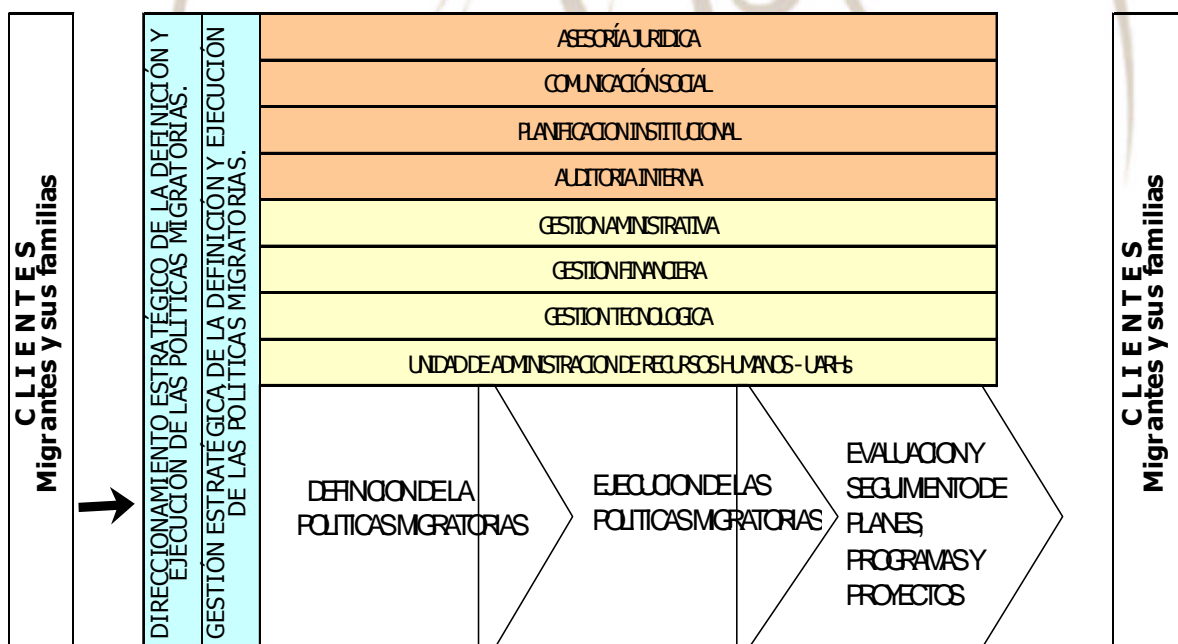 CLIENTES
Migrantes y sus familias
DIRECCIONAMIENTO ESTRATÉGICO DE LA DEFINICIÓN Y
EJECUCIÓN DE LAS POLÍTICAS MIGRATORIAS.
GESTIÓN ESTRATÉGICA DE LA DEFINICIÓN Y EJECUCIÓN
DE LAS POLÍTICAS MIGRATORIAS.
ASESORÍA JURIDICA
COMUNICACIÓN SOCIAL
PLANIFICACION INSTITUCIONAL
AUDITORIA INTERNA
GESTION AMINISTRATIVA
GESTION FINANCIERA
GESTION TECNOLOGICA
UNIDAD DE ADMINISTRACION DE RECURSOS HUMANOS - UARHs
DEFINICION DE LA
POLITICAS MIGRATORIAS
EJECUCION DE LAS
POLITICAS MIGRATORIAS
EVALUACION Y
SEGUIMIENTO DE
PLANES,
PROGRAMAS Y
PROYECTOS
CLIENTES
Migrantes y sus familias